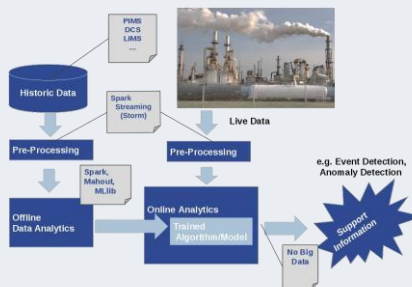 PIMS
DCS
LIMS
...
Historic Data
Spark
Streaming
(Storm)
Live Data
Pre-Processing
Pre-Processing
e.g. Event Detection,
Anomaly Detection
Spark,
Mahout,
MLlib
Offline
Data Analytics
Online Analytics
Trained
Algorithm/Model
Support
Information
No Big
Data